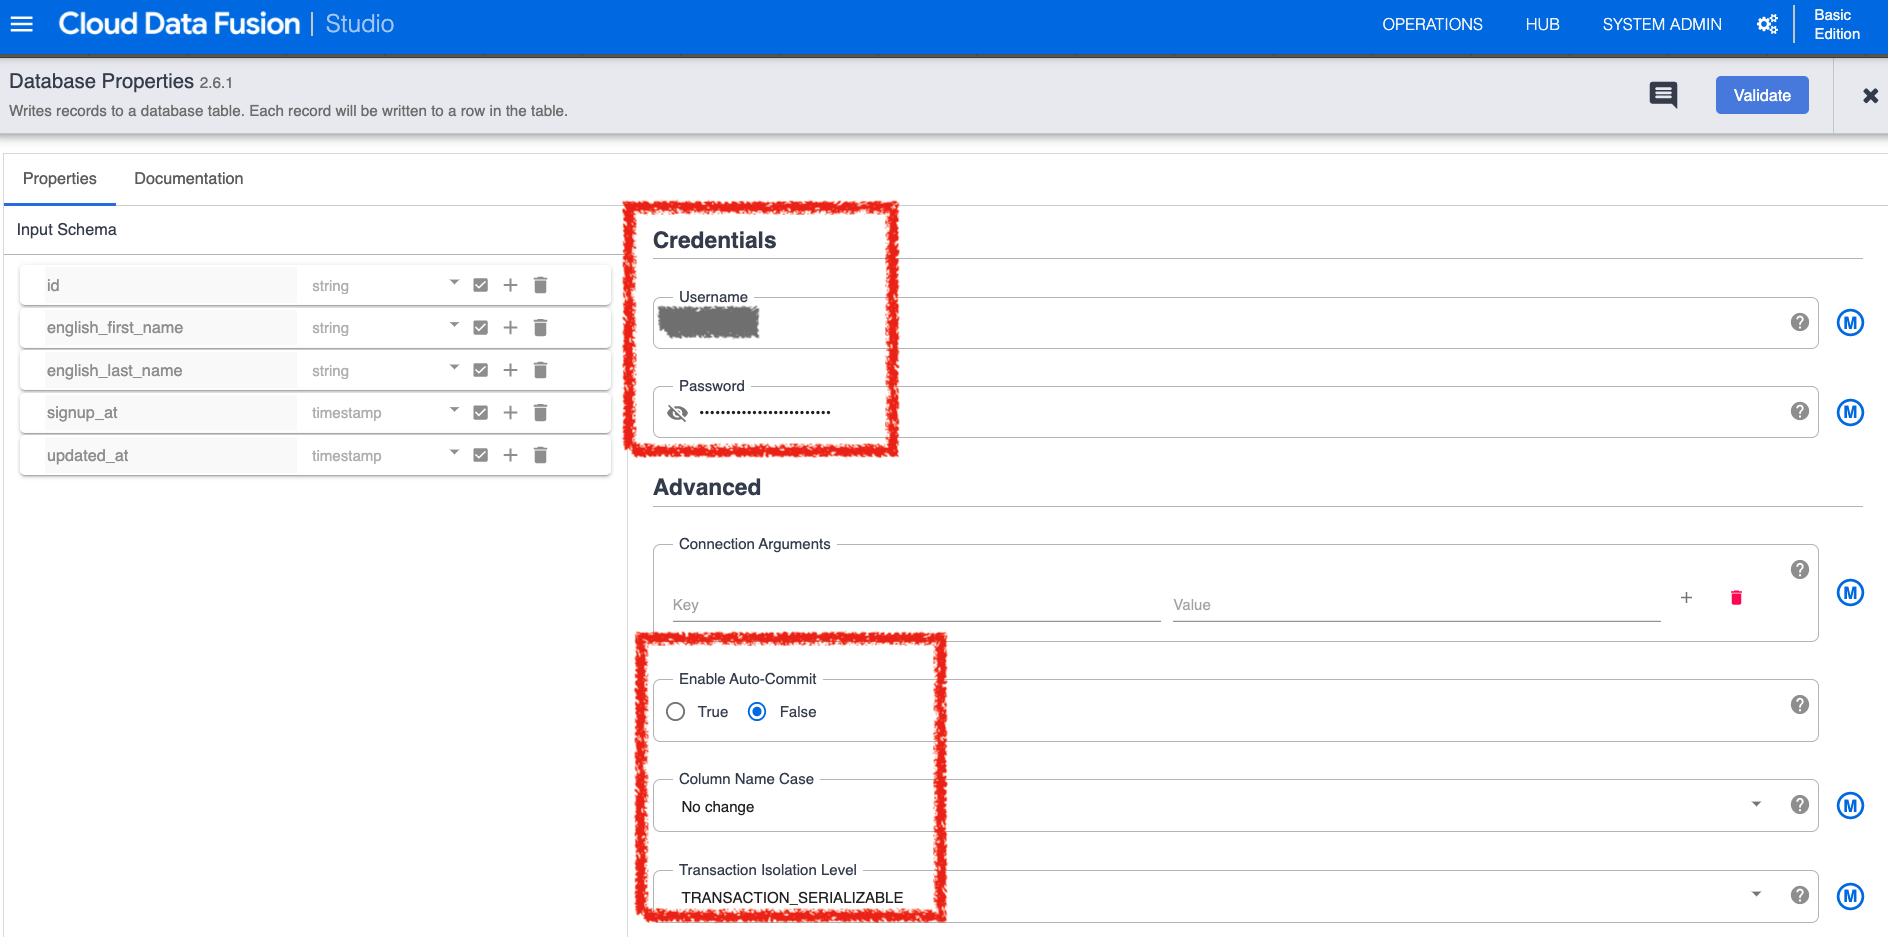 Cloud Data Fusion | Studio
OPERATIONS HUB SYSTEM ADMIN Basic Edition
Database Properties 2.6.1
Writes records to a database table. Each record will be written to a row in the table.
Validate
Properties Documentation
Input Schema
id string
english_first_name string
english_last_name string
signup_at timestamp
updated_at timestamp
Credentials
Username
M
Password
•••••••••••••••••••••••••
M
Advanced
Connection Arguments
Key Value
M
Enable Auto-Commit
True False
Column Name Case
No change
M
Transaction Isolation Level
TRANSACTION_SERIALIZABLE
M